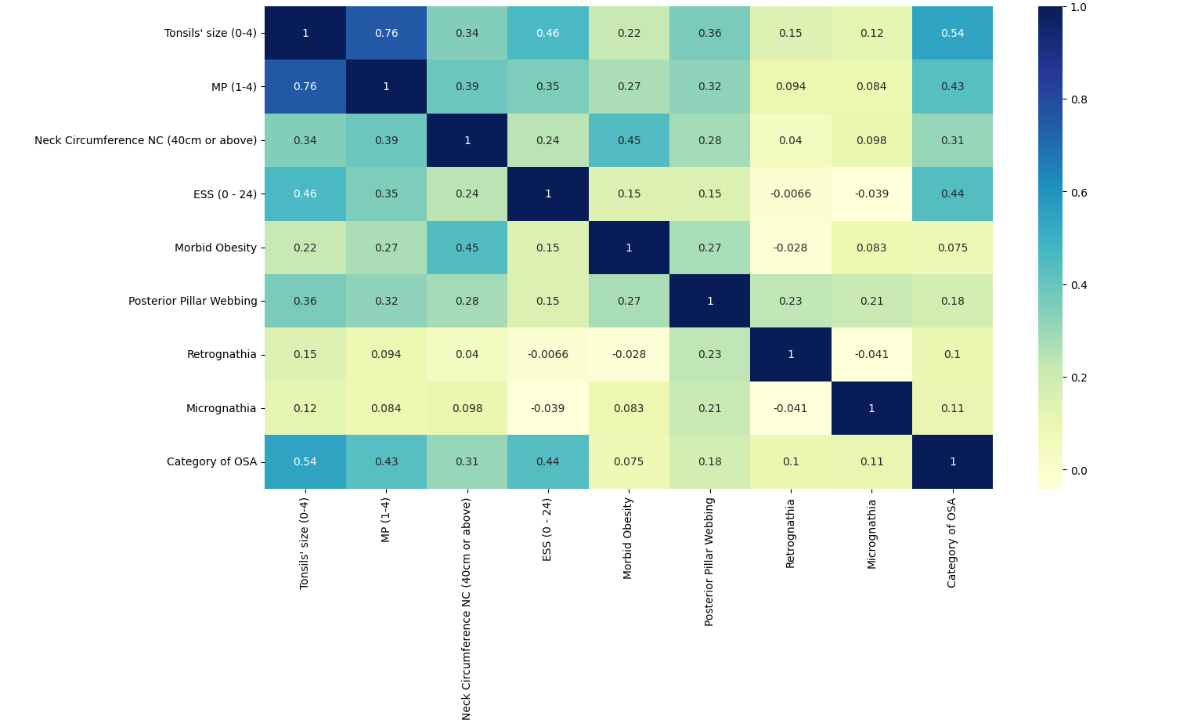 Tonsils' size (0-4) 1 0.76 0.34 0.46 0.22 0.36 0.15 0.12 0.54
MP (1-4) 0.76 1 0.39 0.35 0.27 0.32 0.094 0.084 0.43
Neck Circumference NC (40cm or above) 0.34 0.39 1 0.24 0.45 0.28 0.04 0.098 0.31
ESS (0 - 24) 0.46 0.35 0.24 1 0.15 0.15 -0.0066 -0.039 0.44
Morbid Obesity 0.22 0.27 0.45 0.15 1 0.27 -0.028 0.083 0.075
Posterior Pillar Webbing 0.36 0.32 0.28 0.15 0.27 1 0.23 0.21 0.18
Retrognathia 0.15 0.094 0.04 -0.0066 -0.028 0.23 1 -0.041 0.1
Micrognathia 0.12 0.084 0.098 -0.039 0.083 0.21 -0.041 1 0.11
Category of OSA 0.54 0.43 0.31 0.44 0.075 0.18 0.1 0.11 1
Tonsils' size (0-4)
MP (1-4)
Neck Circumference NC (40cm or above)
ESS (0 - 24)
Morbid Obesity
Posterior Pillar Webbing
Retrognathia
Micrognathia
Category of OSA
1.0
0.8
0.6
0.4
0.2
0.0